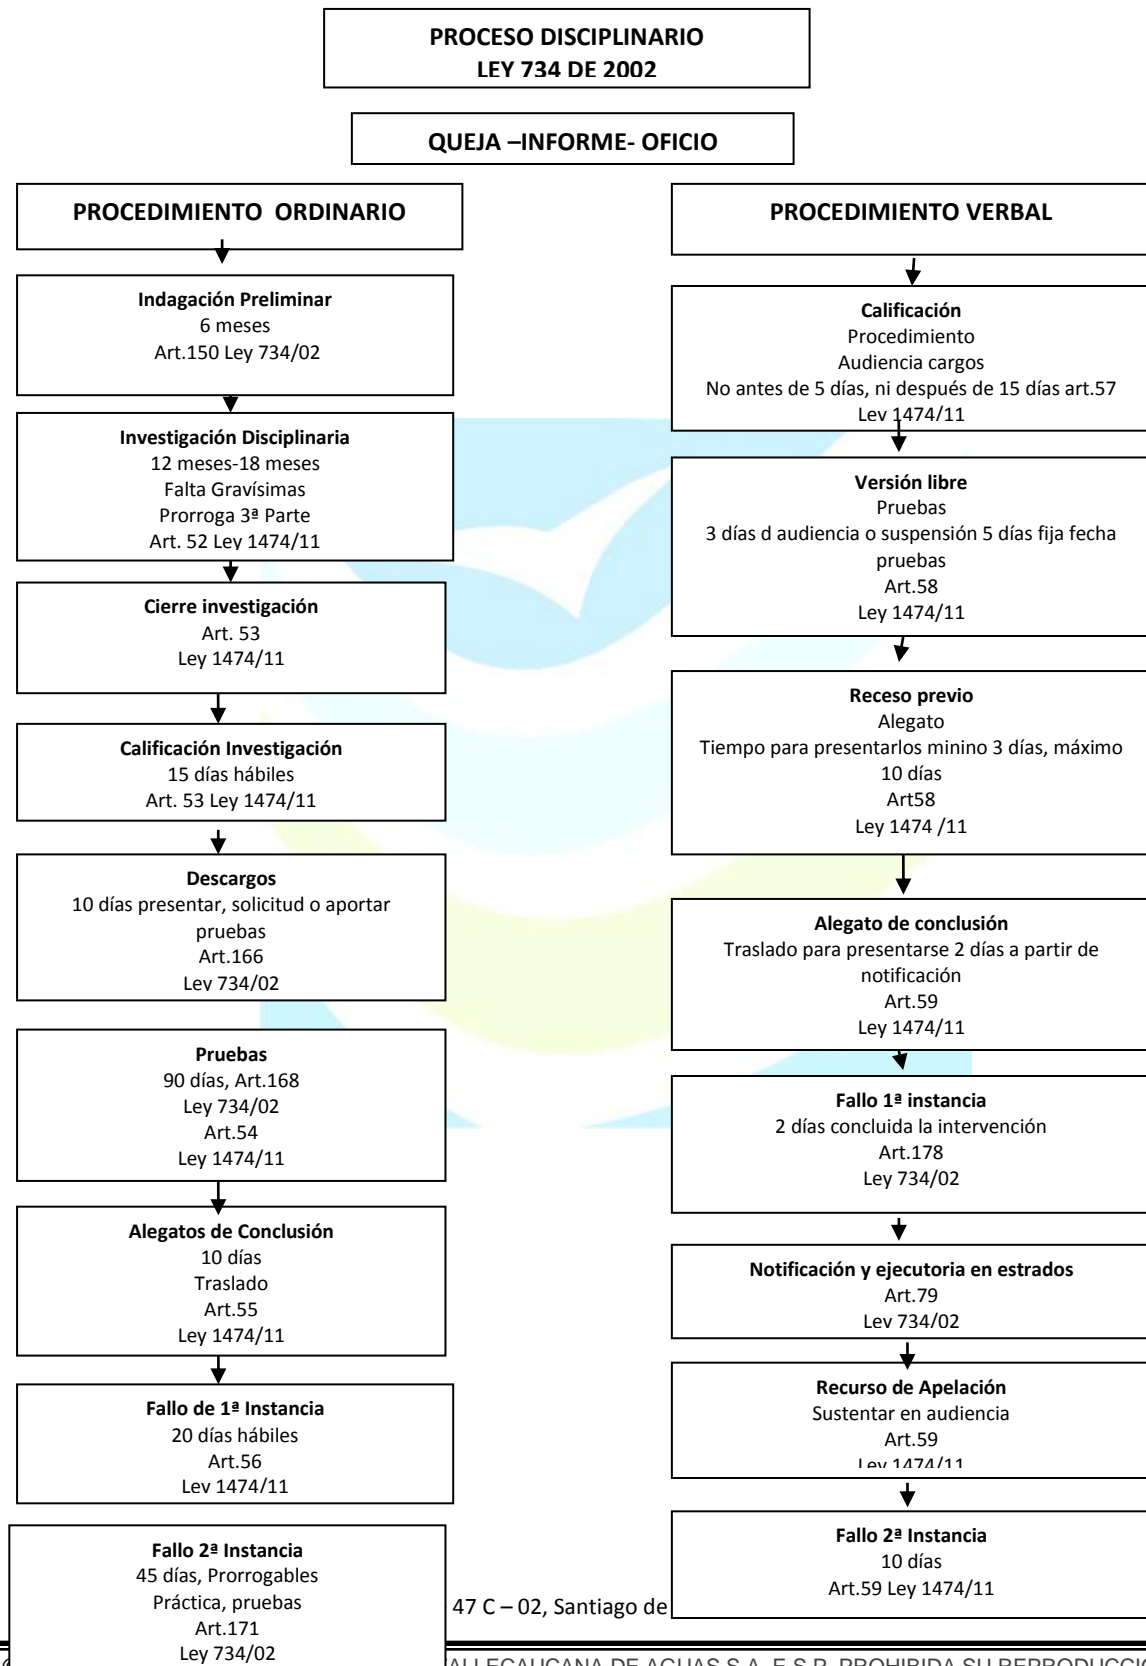 PROCESO DISCIPLINARIO
LEY 734 DE 2002
QUEJA –INFORME- OFICIO
PROCEDIMIENTO ORDINARIO
Indagación Preliminar
6 meses
Art.150 Ley 734/02
Investigación Disciplinaria
12 meses-18 meses
Falta Gravísimas
Prorroga 3ª Parte
Art. 52 Ley 1474/11
Cierre investigación
Art. 53
Ley 1474/11
Calificación Investigación
15 días hábiles
Art. 53 Ley 1474/11
Descargos
10 días presentar, solicitud o aportar
pruebas
Art.166
Ley 734/02
Pruebas
90 días, Art.168
Ley 734/02
Art.54
Ley 1474/11
Alegatos de Conclusión
10 días
Traslado
Art.55
Ley 1474/11
Fallo de 1ª Instancia
20 días hábiles
Art.56
Ley 1474/11
Fallo 2ª Instancia
45 días, Prorrogables
Práctica, pruebas
Art.171
Ley 734/02
PROCEDIMIENTO VERBAL
Calificación
Procedimiento
Audiencia cargos
No antes de 5 días, ni después de 15 días art.57
Ley 1474/11
Versión libre
Pruebas
3 días d audiencia o suspensión 5 días fija fecha
pruebas
Art.58
Ley 1474/11
Receso previo
Alegato
Tiempo para presentarlos minino 3 días, máximo
10 días
Art58
Ley 1474 /11
Alegato de conclusión
Traslado para presentarse 2 días a partir de
notificación
Art.59
Ley 1474/11
Fallo 1ª instancia
2 días concluida la intervención
Art.178
Ley 734/02
Notificación y ejecutoria en estrados
Art.79
Ley 734/02
Recurso de Apelación
Sustentar en audiencia
Art.59
Ley 1474/11
Fallo 2ª Instancia
10 días
Art.59 Ley 1474/11
47 C – 02, Santiago de
VALLECAUCANA DE AGUAS S.A. E.S.P. PROHIBIDA SU